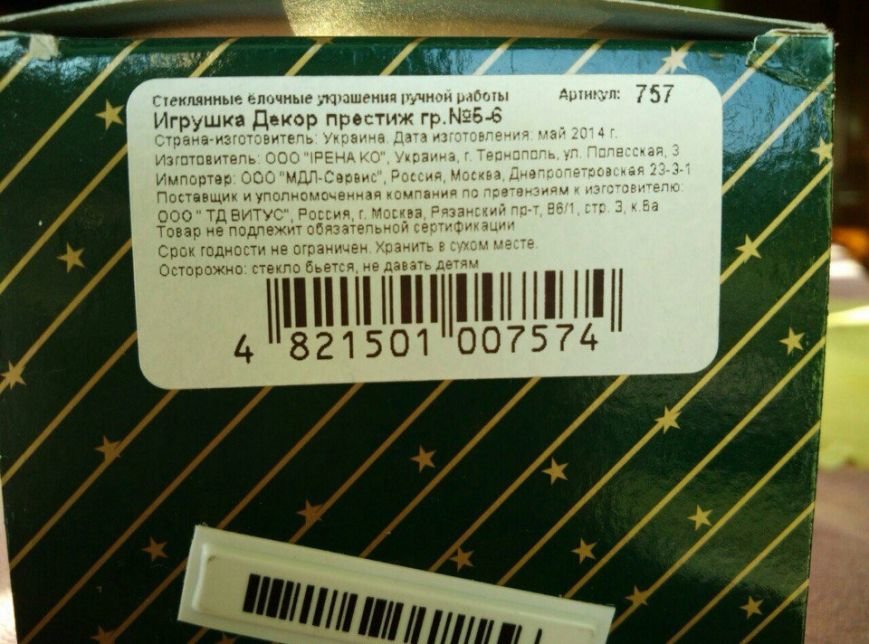 Стеклянные ёлочные украшения ручной работы Артикул: 757
Игрушка Декор престиж гр.№5-6
Страна-изготовитель: Украина. Дата изготовления: май 2014 г.
Изготовитель: ООО "ІРЕНА КО", Украина, г. Тернополь, ул. Полесская, 3
Импортер: ООО "МДЛ-Сервис", Россия, Москва, Днепропетровская 23-3-1
Поставщик и уполномоченная компания по претензиям к изготовителю:
ООО " ТД ВИТУС", Россия, г. Москва, Рязанский пр-т, 86/1, стр. 3, к.6а
Товар не подлежит обязательной сертификации
Срок годности не ограничен. Хранить в сухом месте.
Осторожно: стекло бьется, не давать детям
4 821501 007574